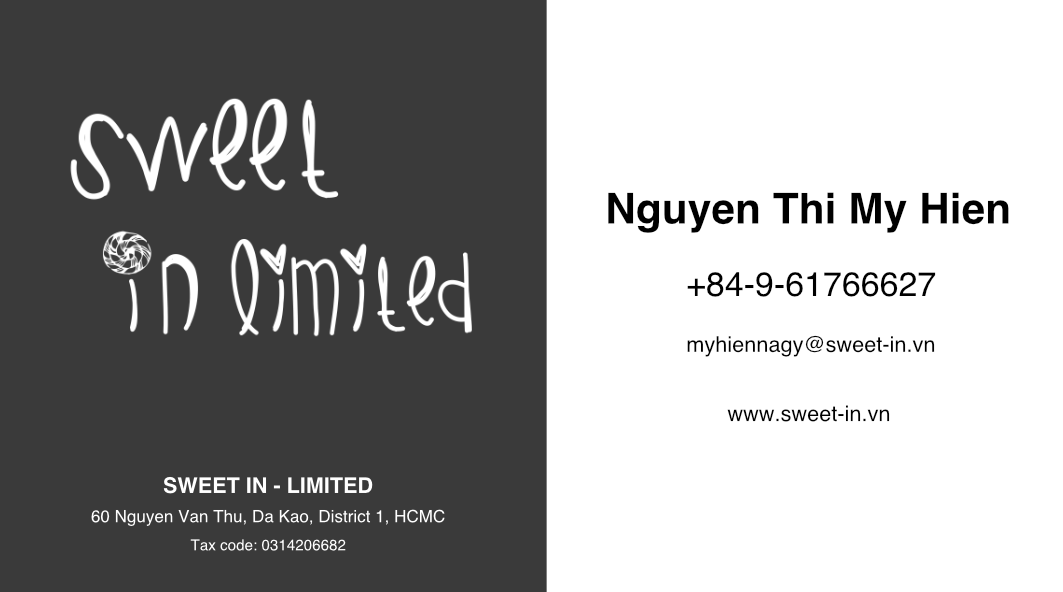 sweet
in limited
SWEET IN - LIMITED
60 Nguyen Van Thu, Da Kao, District 1, HCMC
Tax code: 0314206682
Nguyen Thi My Hien
+84-9-61766627
myhiennagy@sweet-in.vn
www.sweet-in.vn